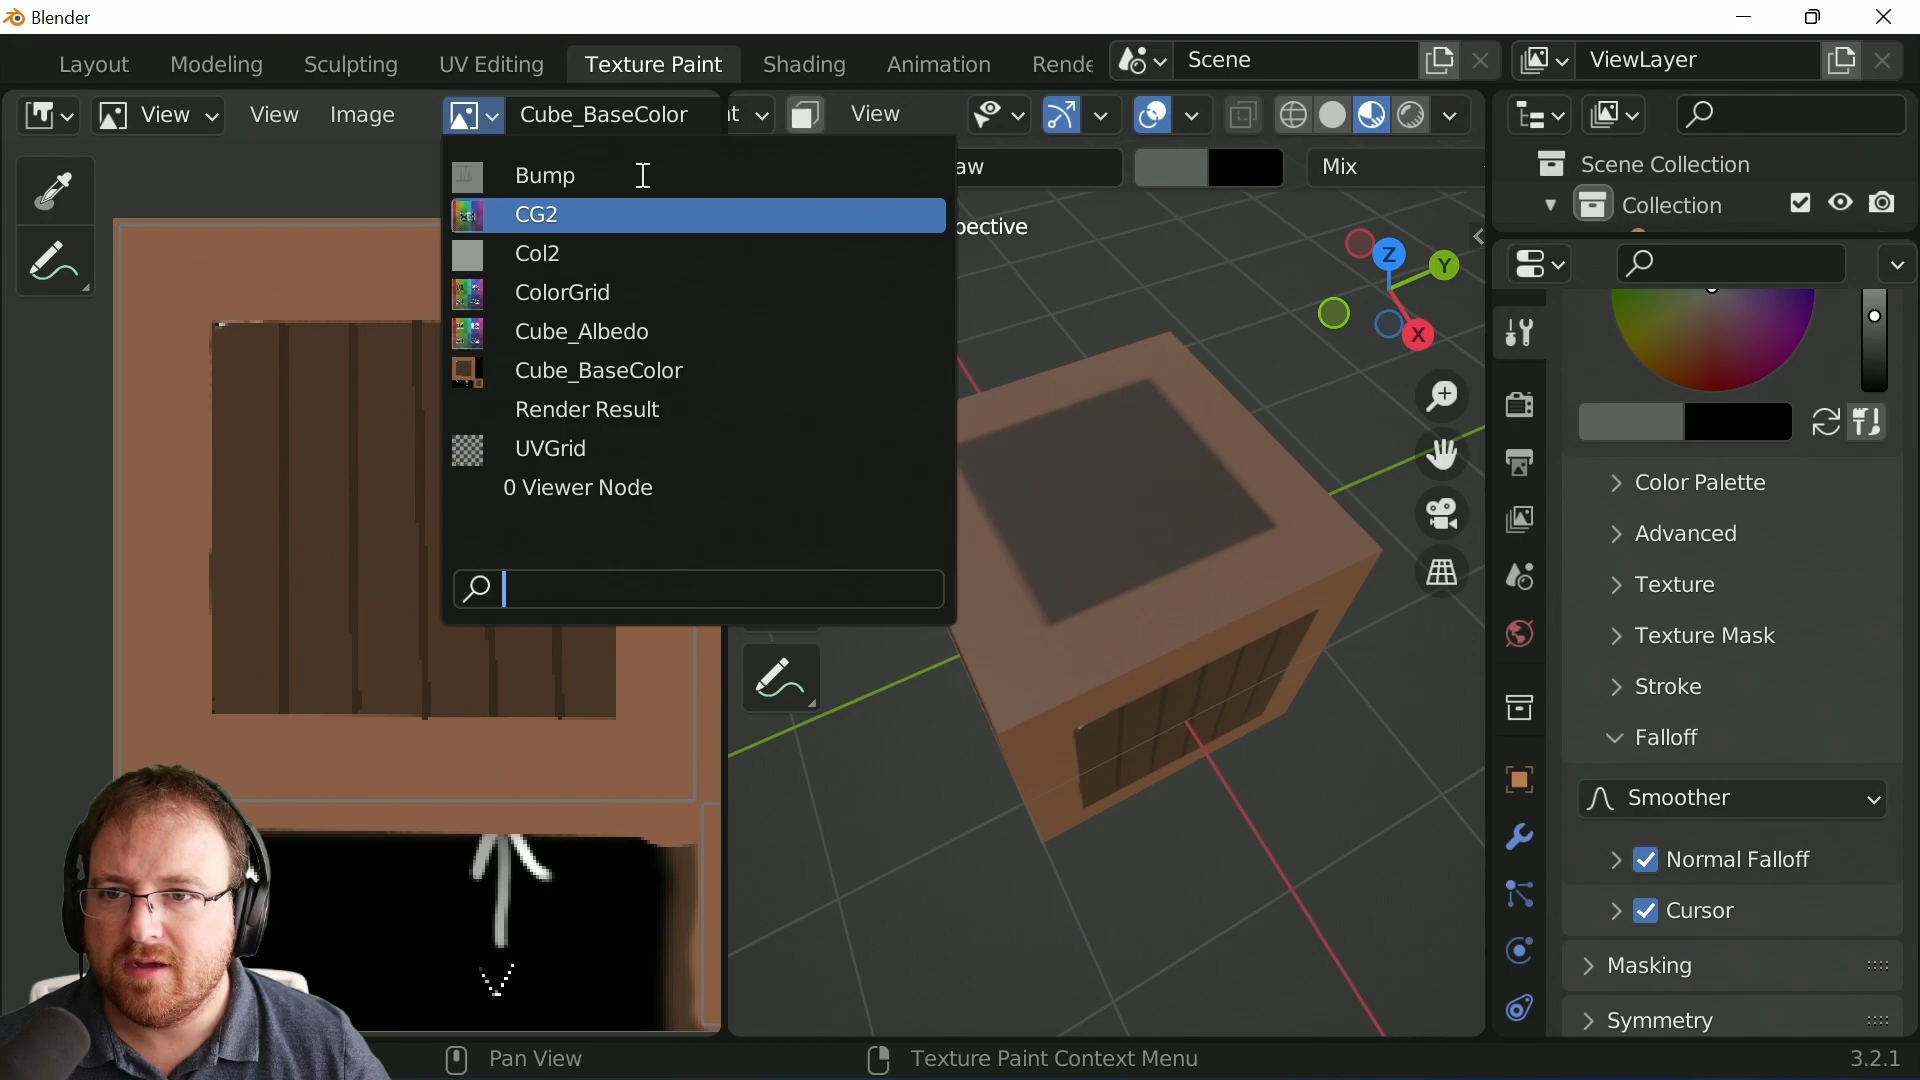 Blender
Layout Modeling Sculpting UV Editing Texture Paint Shading Animation Rende Scene ViewLayer
View View Image Cube_BaseColor nt View
aw Mix
Bump
CG2
Col2
ColorGrid
Cube_Albedo
Cube_BaseColor
Render Result
UVGrid
0 Viewer Node
pective
Z
Y
X
Scene Collection
Collection
Color Palette
Advanced
Texture
Texture Mask
Stroke
Falloff
Smoother
Normal Falloff
Cursor
Masking
Symmetry
Pan View Texture Paint Context Menu 3.2.1